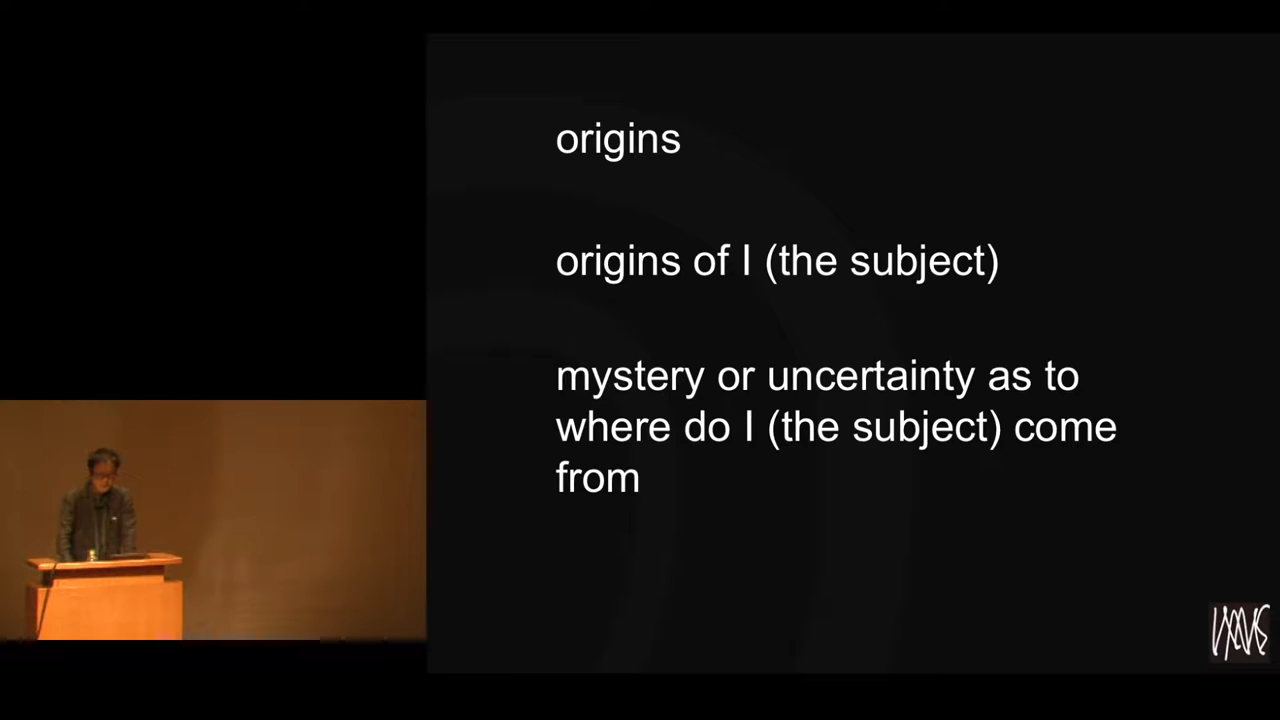 origins
origins of I (the subject)
mystery or uncertainty as to
where do I (the subject) come
from